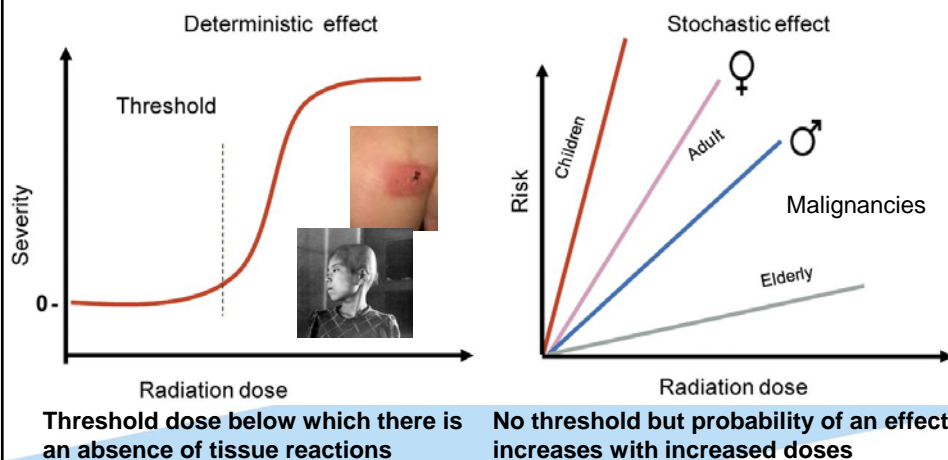 Deterministic effect
Threshold
Severity
0-
Radiation dose
Threshold dose below which there is
an absence of tissue reactions
Stochastic effect
Children
Adult
Risk
Malignancies
Elderly
Radiation dose
No threshold but probability of an effect
increases with increased doses